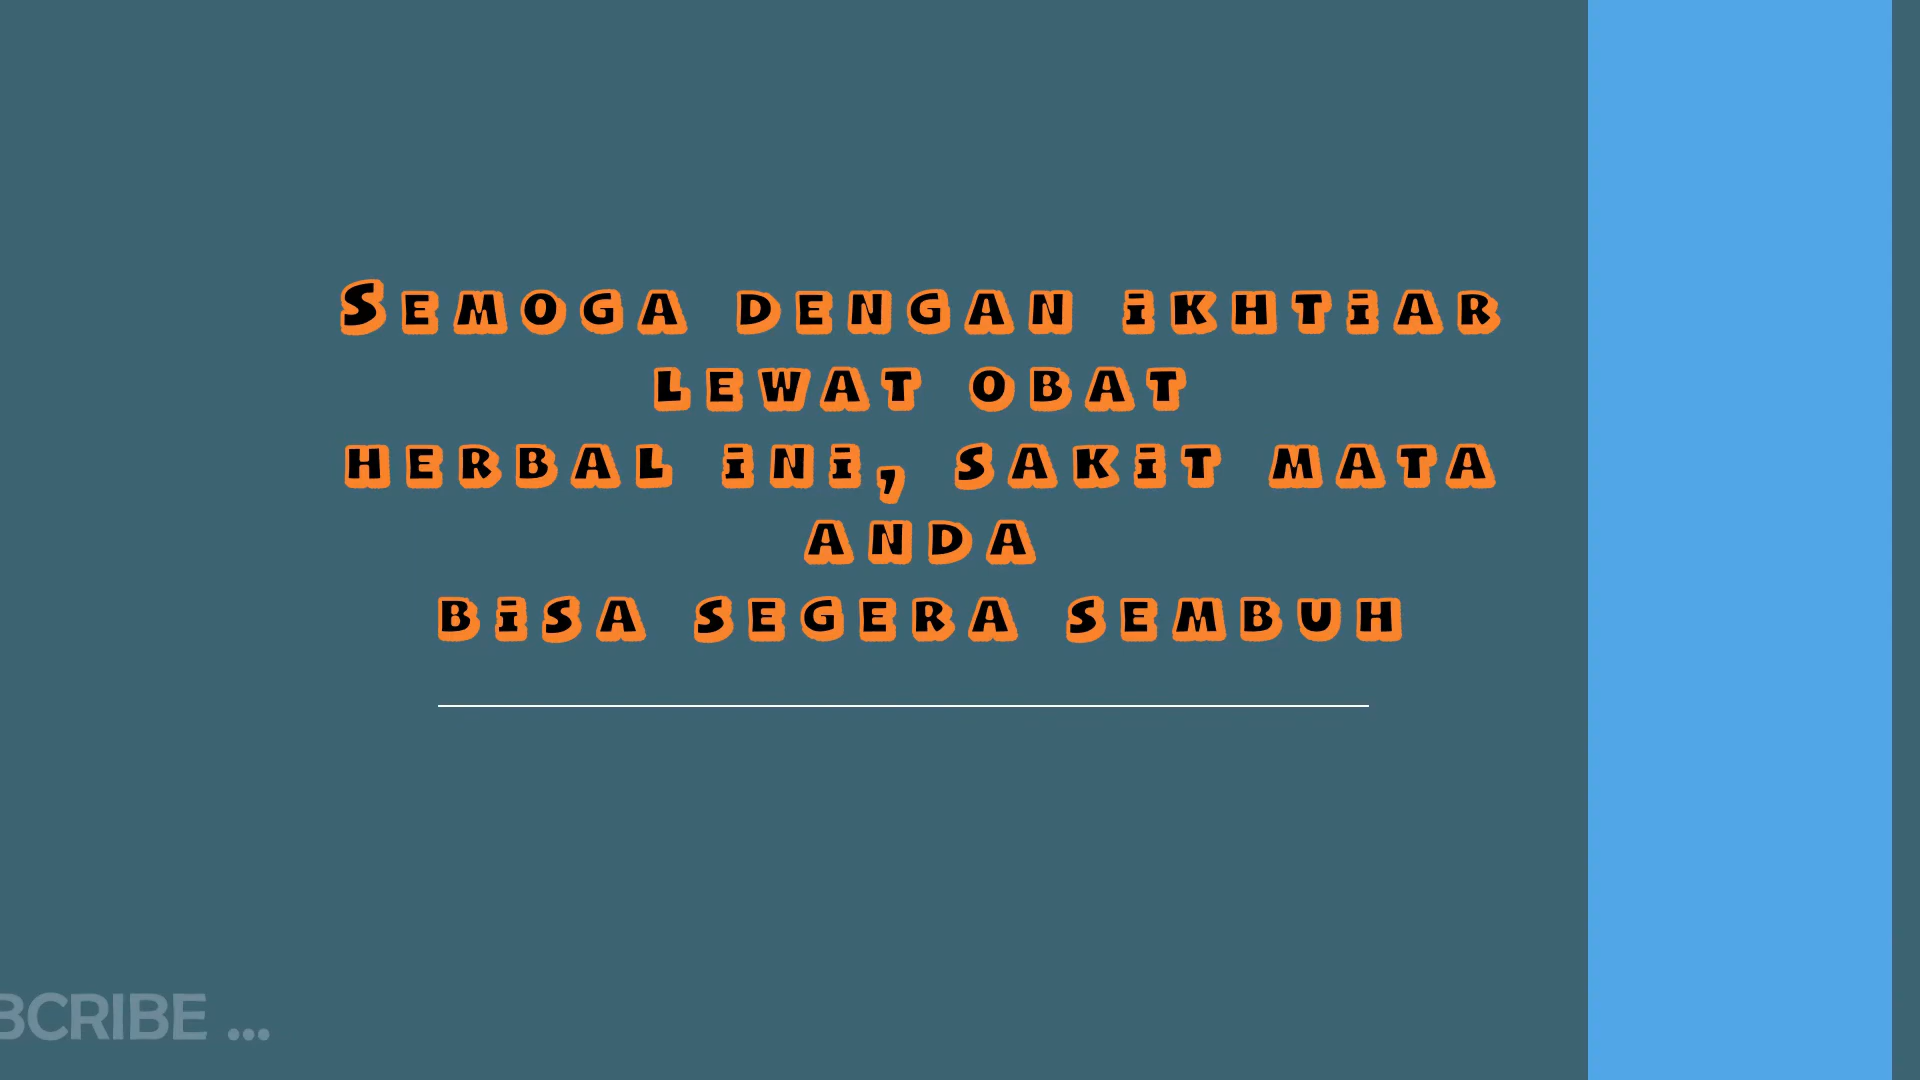 Semoga dengan ikhtiar
lewat obat
herbal ini, sakit mata
anda
bisa segera sembuh
BCRIBE ...